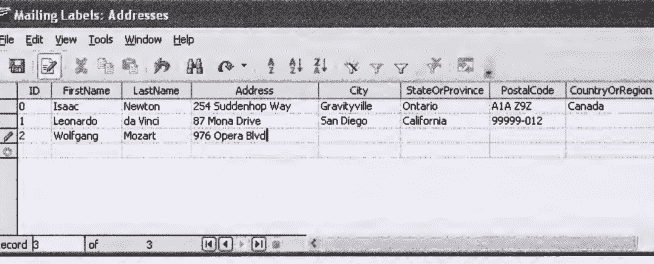 Mailing Labels: Addresses
File Edit View Tools Window Help
ID FirstName LastName Address City StateOrProvince PostalCode CountryOrRegion
0 Isaac Newton 254 Suddenhop Way Gravityville Ontario A1A Z9Z Canada
1 Leonardo da Vinci 87 Mona Drive San Diego California 99999-012
2 Wolfgang Mozart 976 Opera Blvd
ecord 3 of 3